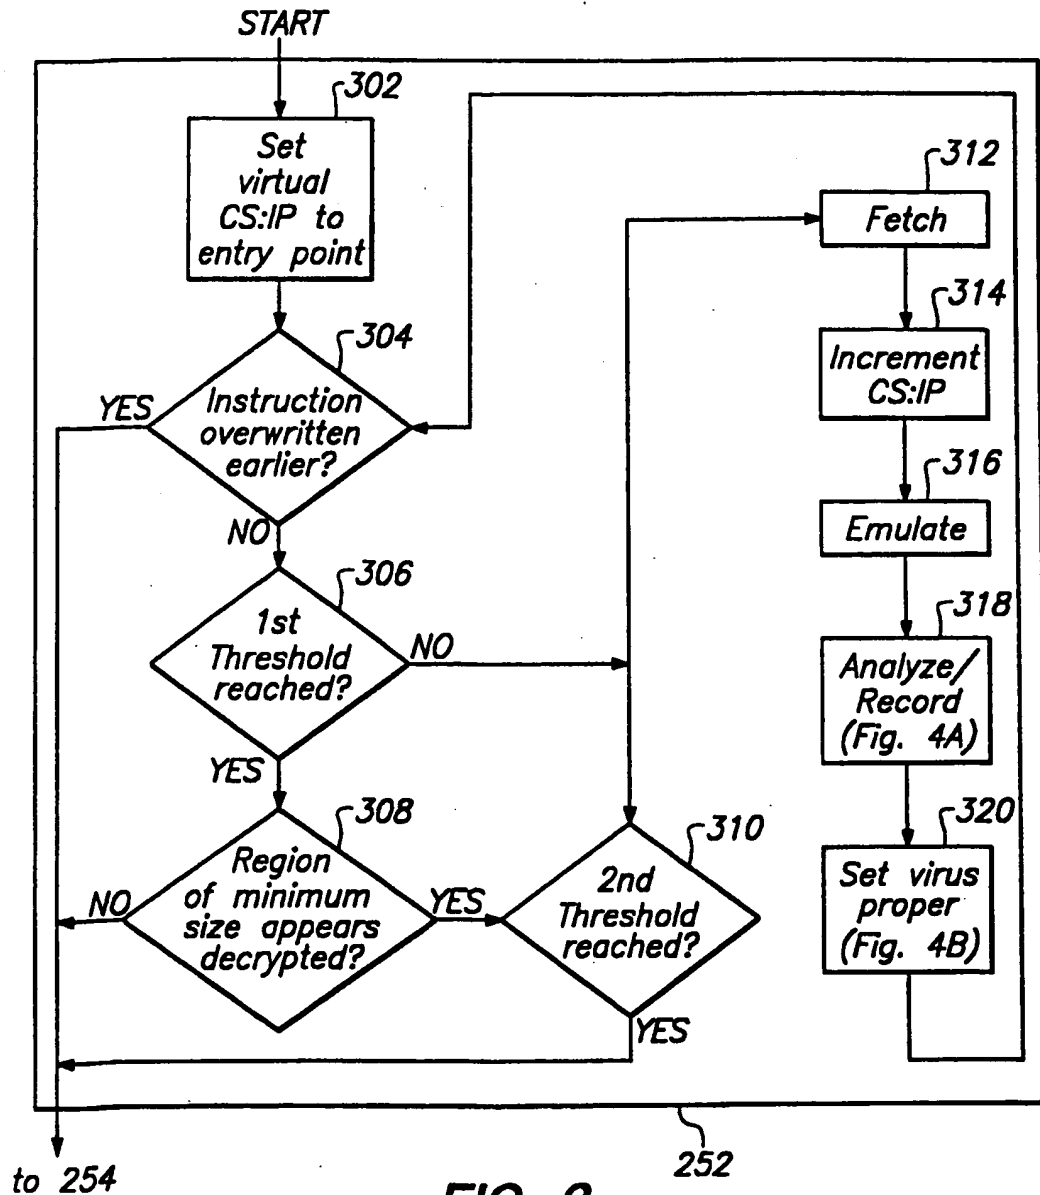 START
302
Set
virtual
CS:IP to
entry point
304
Instruction
overwritten
earlier?
YES
NO
306
1st
Threshold
reached?
NO
YES
308
Region
of minimum
size appears
decrypted?
NO
YES
310
2nd
Threshold
reached?
YES
312
Fetch
314
Increment
CS:IP
316
Emulate
318
Analyze/
Record
(Fig. 4A)
320
Set virus
proper
(Fig. 4B)
252
to 254